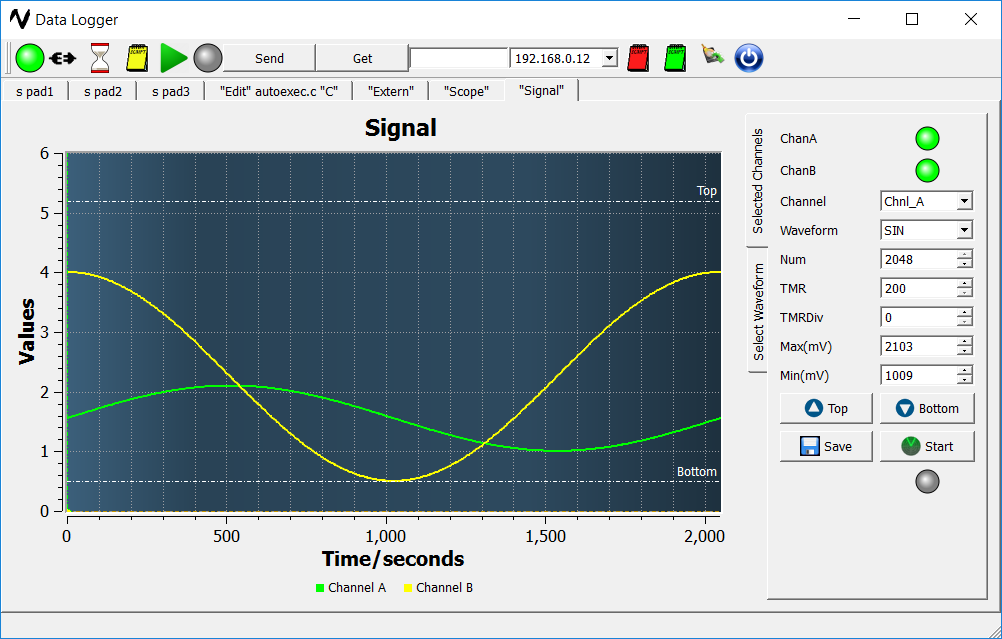 Data Logger
SCRIPT Send Get 192.168.0.12 SCRIPT SCRIPT
s pad1 s pad2 s pad3 "Edit" autoexec.c "C" "Extern" "Scope" "Signal"
Signal
6
5
4
3
2
1
0
Values
Top
Bottom
0 500 1,000 1,500 2,000
Time/seconds
Channel A Channel B
Selected Channels
Select Waveform
ChanA
ChanB
Channel Chnl_A
Waveform SIN
Num 2048
TMR 200
TMRDiv 0
Max(mV) 2103
Min(mV) 1009
Top Bottom
Save Start